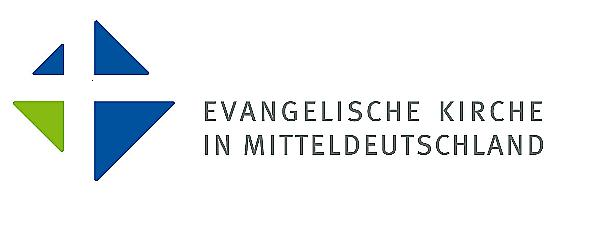 EVANGELISCHE KIRCHE
IN MITTELDEUTSCHLAND